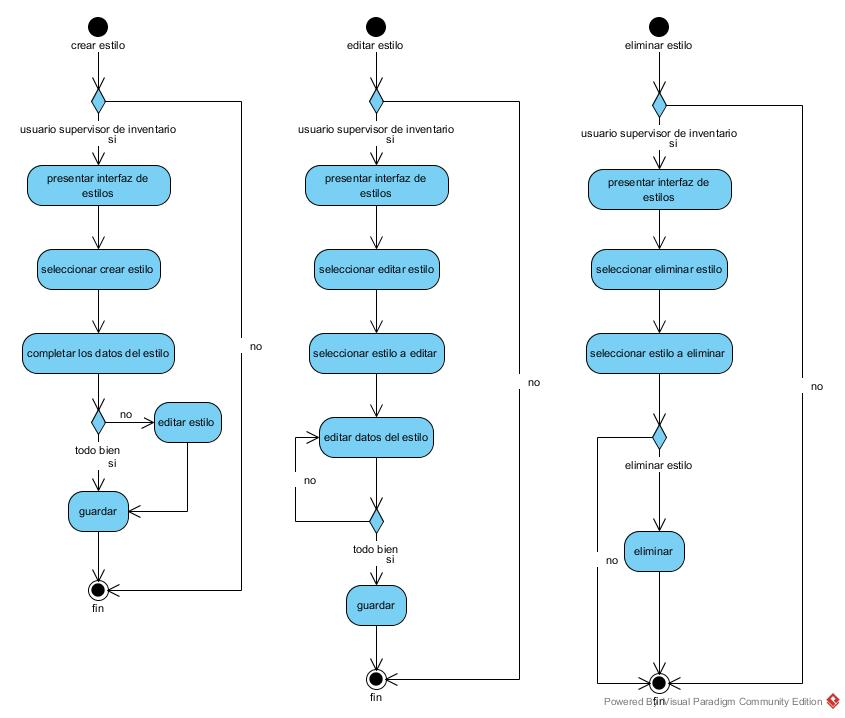 crear estilo
usuario supervisor de inventario
si
presentar interfaz de
estilos
seleccionar crear estilo
completar los datos del estilo
no
editar estilo
todo bien
si
guardar
fin
no
editar estilo
usuario supervisor de inventario
si
presentar interfaz de
estilos
seleccionar editar estilo
seleccionar estilo a editar
editar datos del estilo
no
todo bien
si
guardar
fin
no
eliminar estilo
usuario supervisor de inventario
si
presentar interfaz de
estilos
seleccionar eliminar estilo
seleccionar estilo a eliminar
eliminar estilo
no
eliminar
fin
no
Powered By Visual Paradigm Community Edition